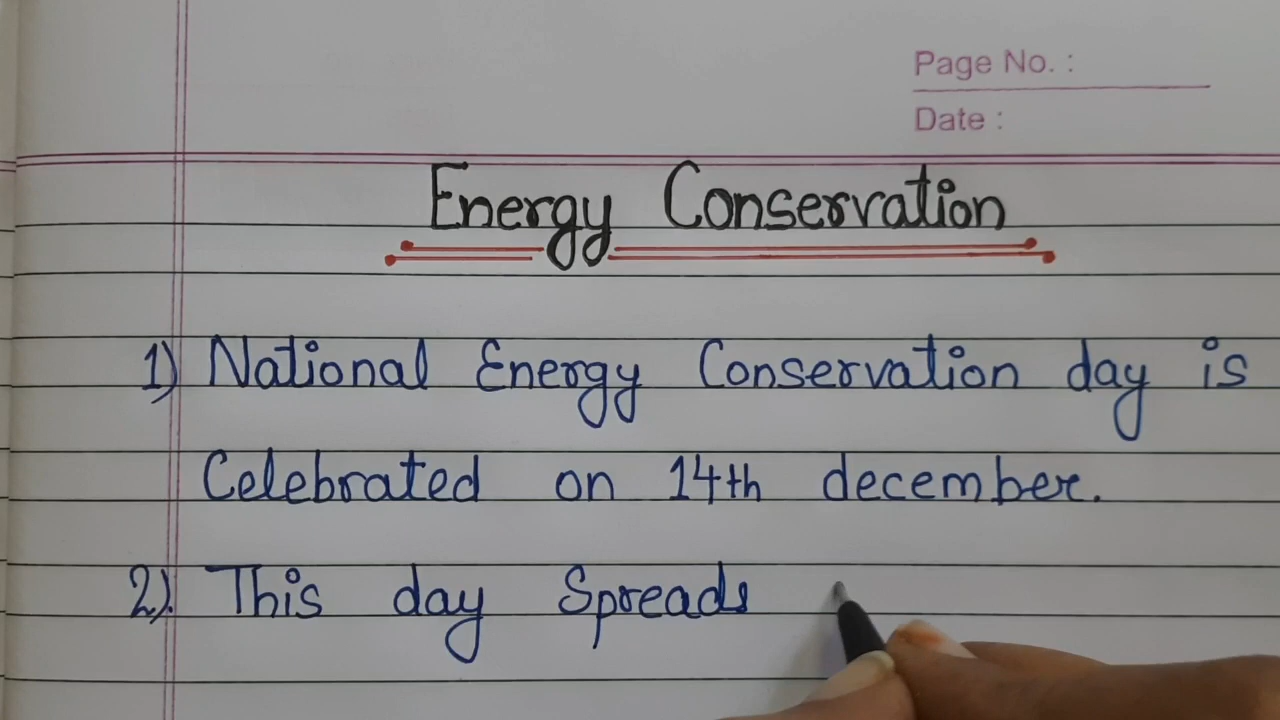 Page No. :
Date :
Energy Conservation
1) National Energy Conservation day is
Celebrated on 14th december.
2). This day Spreads